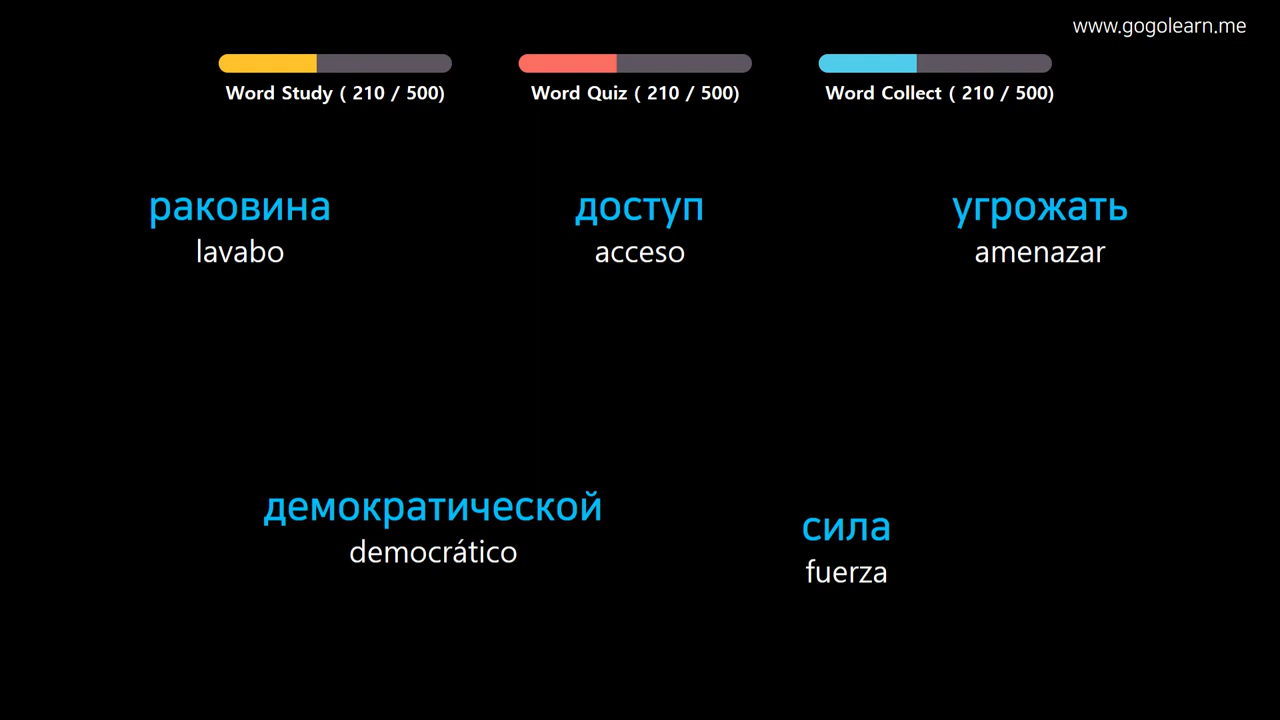 www.gogolearn.me
Word Study ( 210 / 500)
Word Quiz ( 210 / 500)
Word Collect ( 210 / 500)
раковина
lavabo
доступ
acceso
угрожать
amenazar
демократической
democrático
сила
fuerza